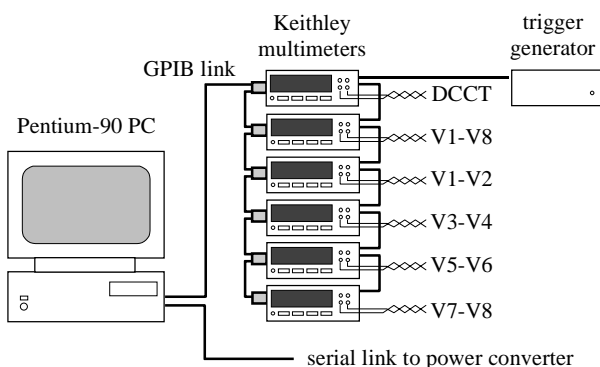 Keithley
multimeters
trigger
generator
GPIB link
DCCT
Pentium-90 PC
V1-V8
V1-V2
V3-V4
V5-V6
V7-V8
serial link to power converter